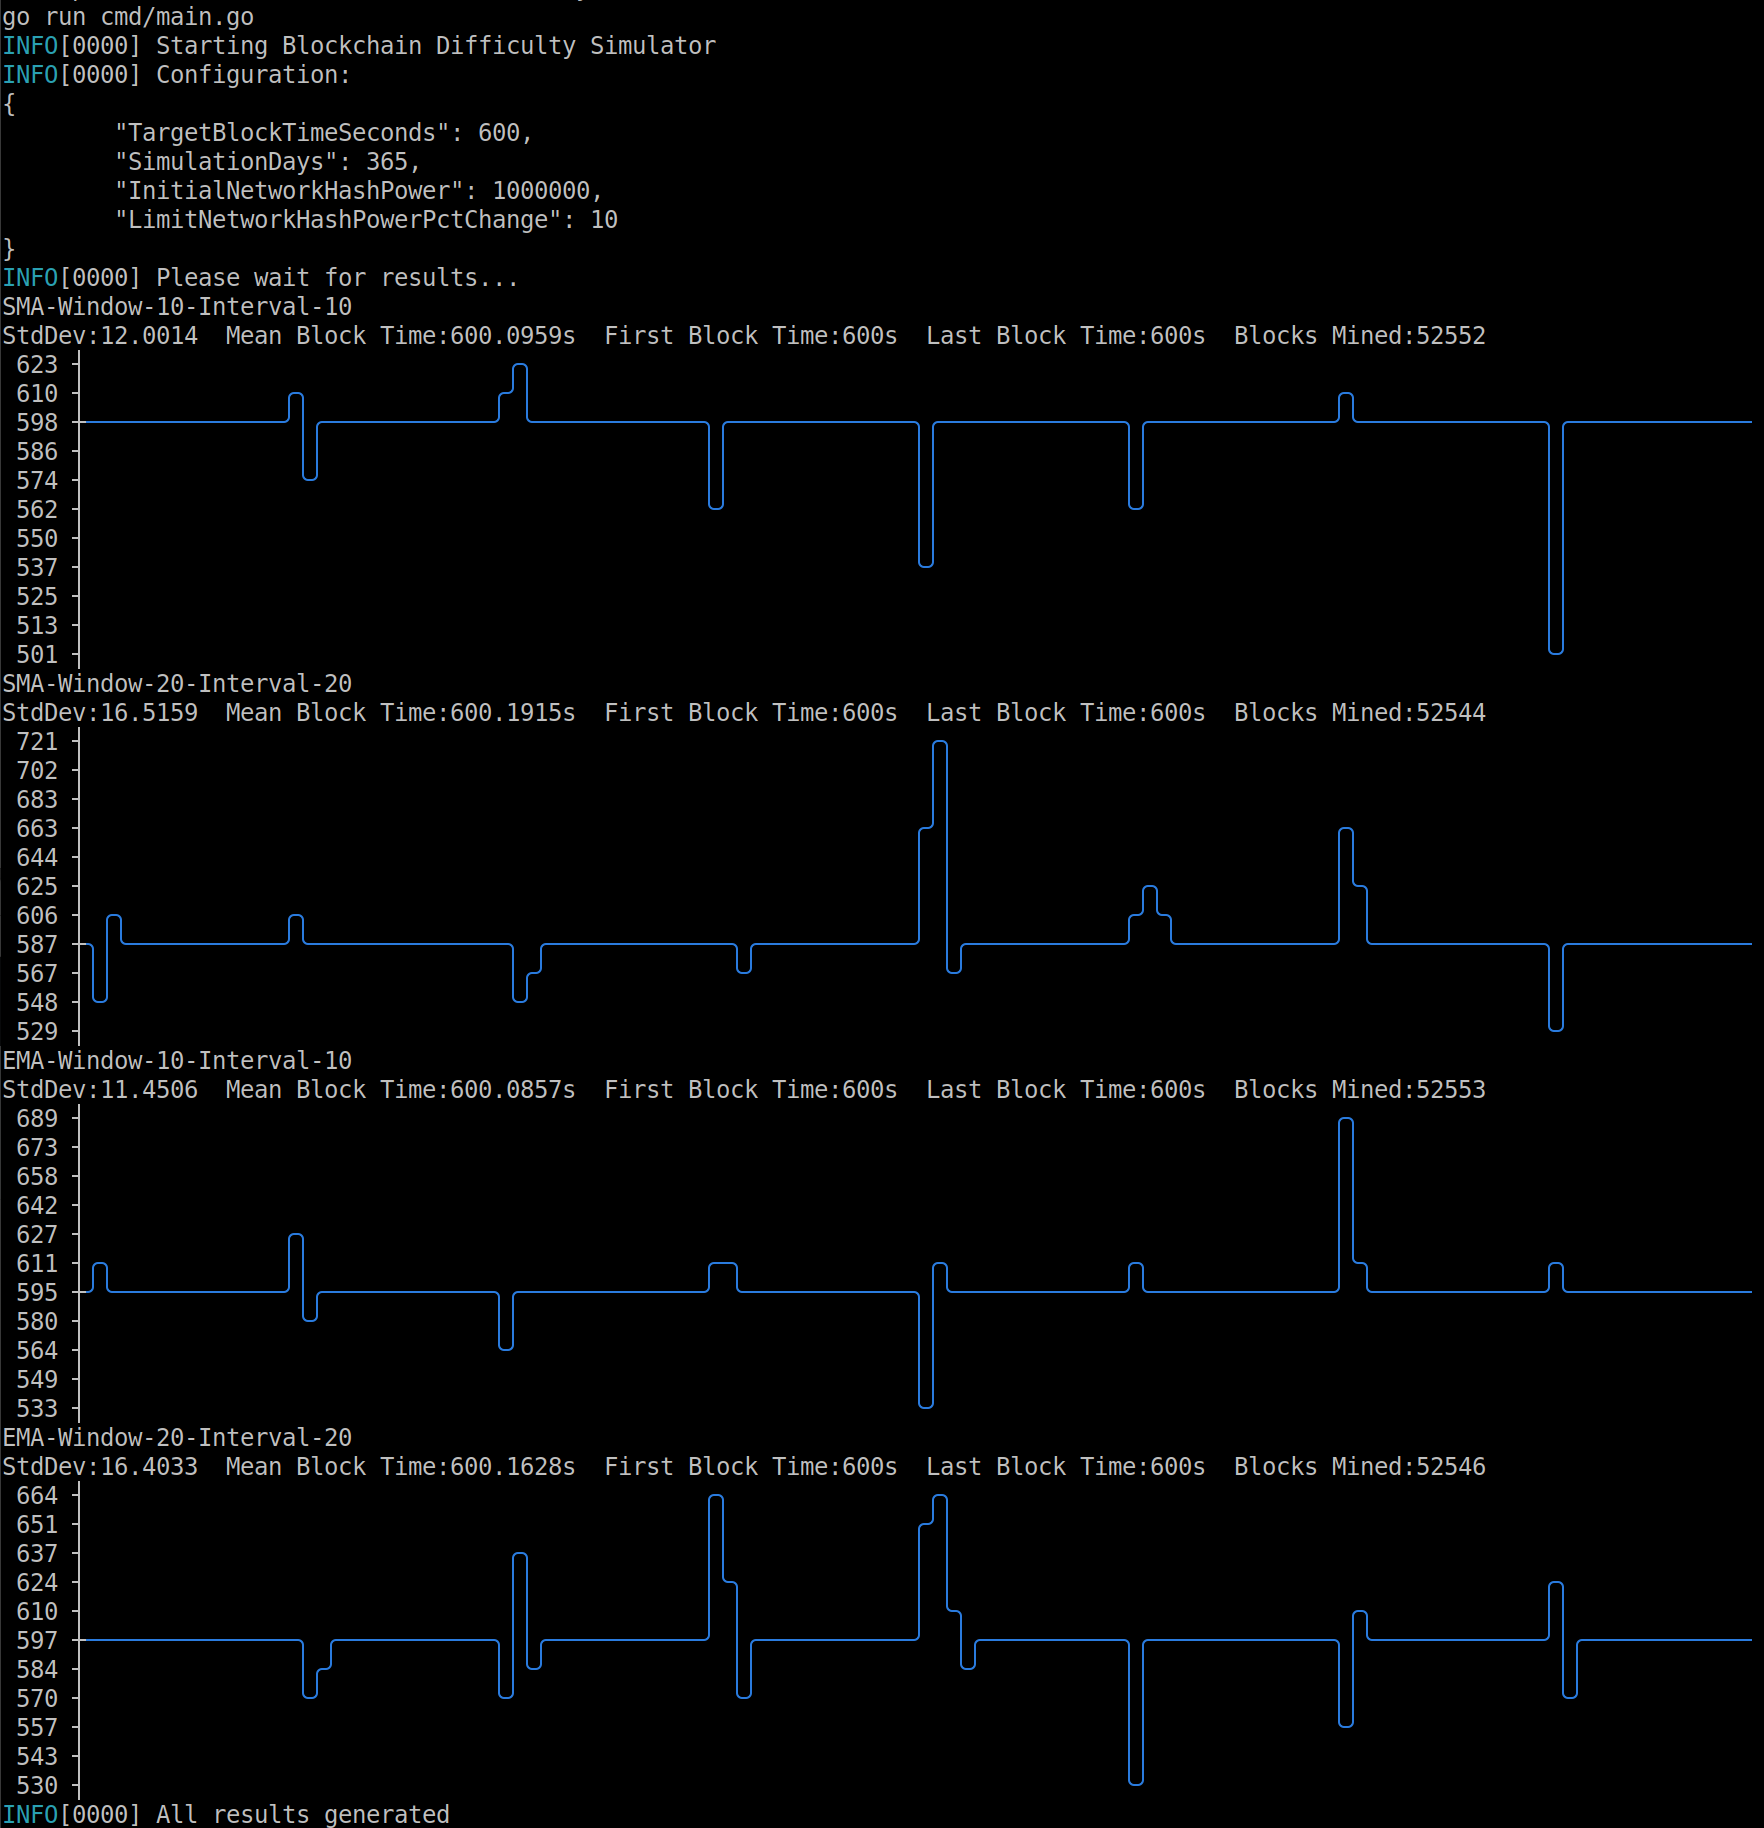 go run cmd/main.go
INFO[0000] Starting Blockchain Difficulty Simulator
INFO[0000] Configuration:
{
"TargetBlockTimeSeconds": 600,
"SimulationDays": 365,
"InitialNetworkHashPower": 1000000,
"LimitNetworkHashPowerPctChange": 10
}
INFO[0000] Please wait for results...
SMA-Window-10-Interval-10
StdDev:12.0014  Mean Block Time:600.0959s  First Block Time:600s  Last Block Time:600s  Blocks Mined:52552
623
610
598
586
574
562
550
537
525
513
501
SMA-Window-20-Interval-20
StdDev:16.5159  Mean Block Time:600.1915s  First Block Time:600s  Last Block Time:600s  Blocks Mined:52544
721
702
683
663
644
625
606
587
567
548
529
EMA-Window-10-Interval-10
StdDev:11.4506  Mean Block Time:600.0857s  First Block Time:600s  Last Block Time:600s  Blocks Mined:52553
689
673
658
642
627
611
595
580
564
549
533
EMA-Window-20-Interval-20
StdDev:16.4033  Mean Block Time:600.1628s  First Block Time:600s  Last Block Time:600s  Blocks Mined:52546
664
651
637
624
610
597
584
570
557
543
530
INFO[0000] All results generated